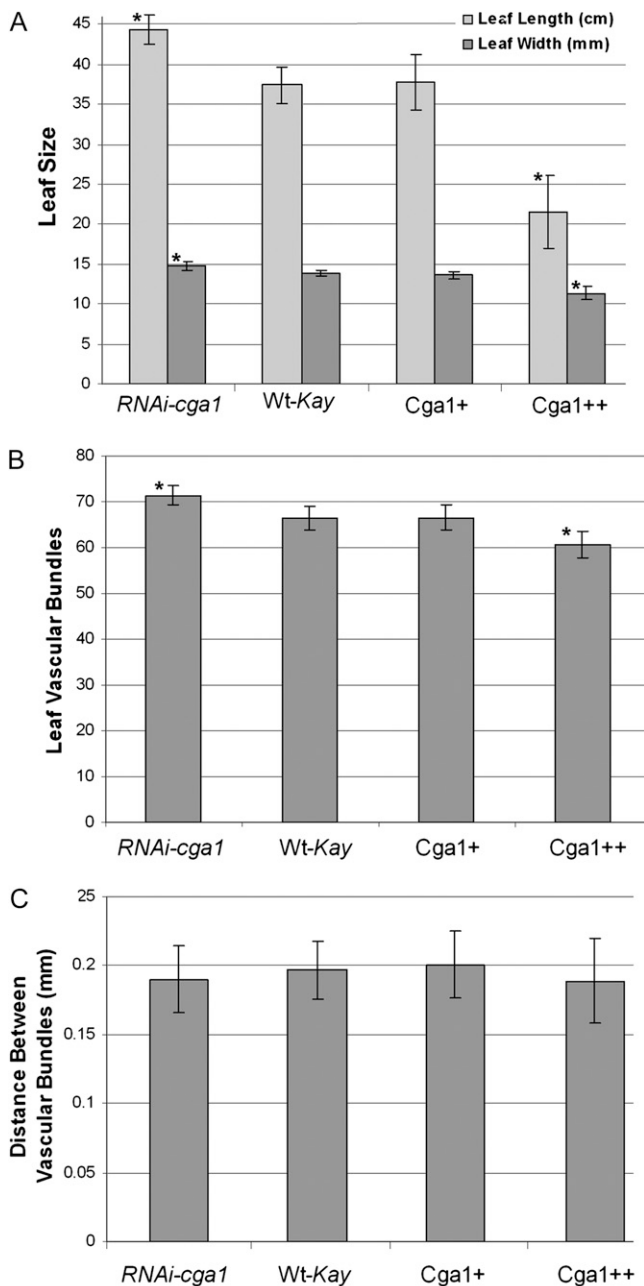 A
Leaf Length (cm)
Leaf Width (mm)
Leaf Size
45
40
35
30
25
20
15
10
5
0
*
*
*
*
RNAi-cga1 Wt-Kay Cga1+ Cga1++
B
Leaf Vascular Bundles
80
70
60
50
40
30
20
10
0
*
*
RNAi-cga1 Wt-Kay Cga1+ Cga1++
C
Distance Between
Vascular Bundles (mm)
0.25
0.2
0.15
0.1
0.05
0
RNAi-cga1 Wt-Kay Cga1+ Cga1++